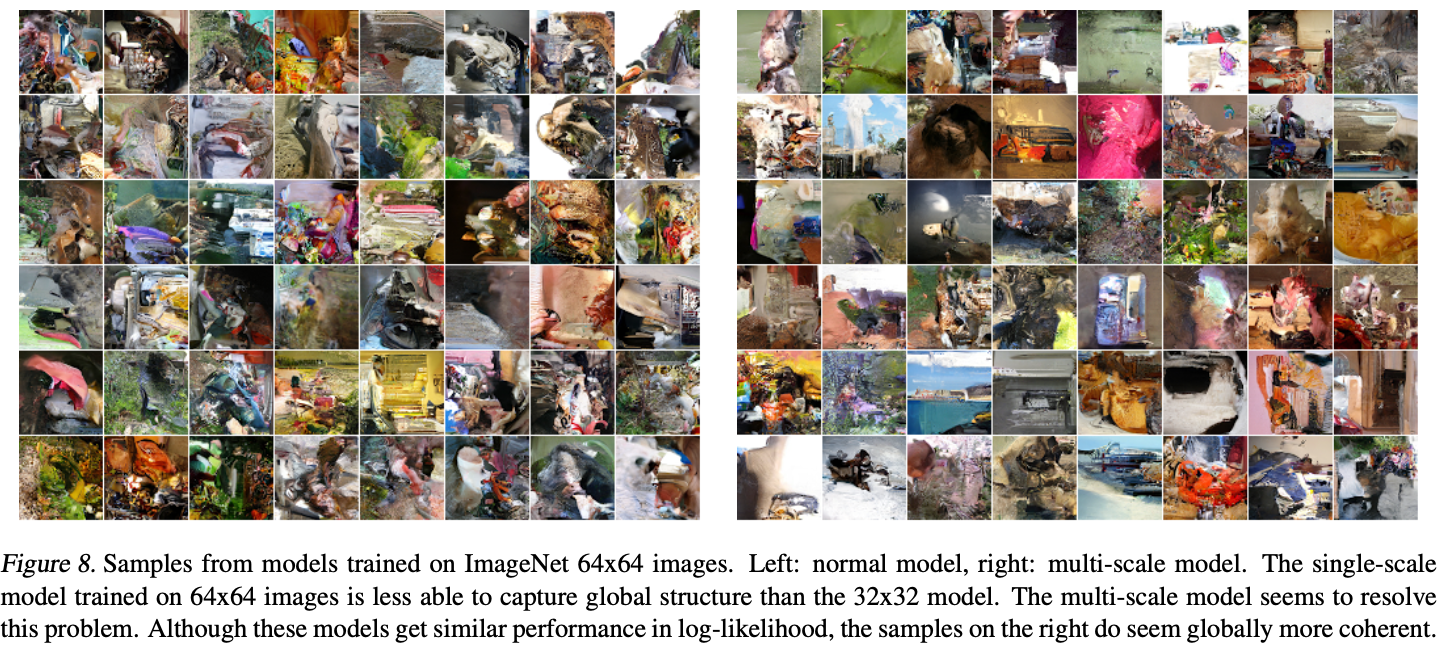 Figure 8. Samples from models trained on ImageNet 64x64 images. Left: normal model, right: multi-scale model. The single-scale
model trained on 64x64 images is less able to capture global structure than the 32x32 model. The multi-scale model seems to resolve
this problem. Although these models get similar performance in log-likelihood, the samples on the right do seem globally more coherent.